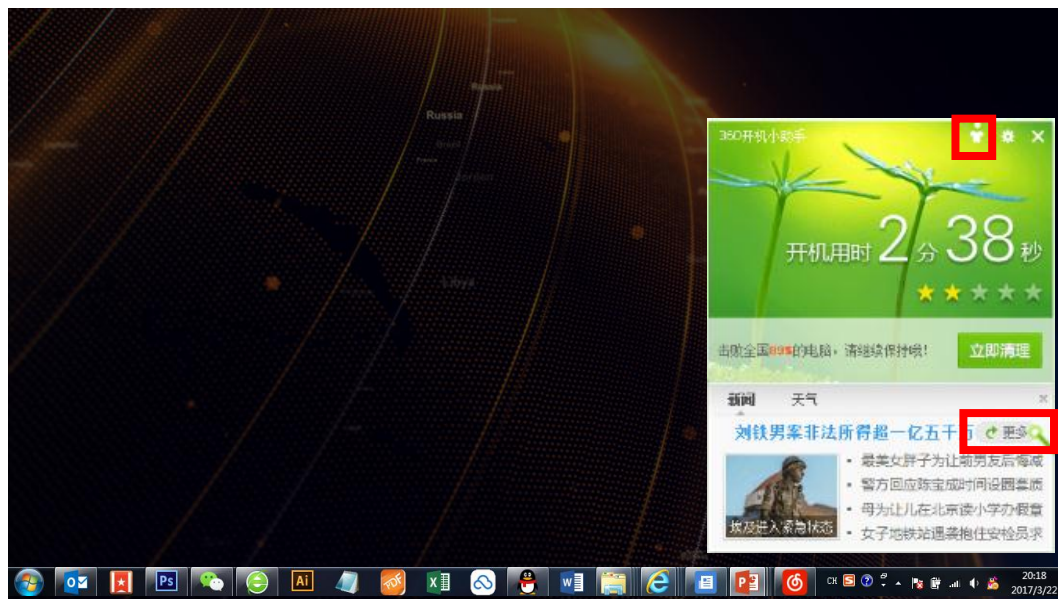 Russia
Libya
360开机小助手
开机用时2分38秒
击败全国89%的电脑，请继续保持哦！
立即清理
新闻 天气
刘铁男案非法所得超一亿五千万 更多
最美女胖子为让前男友后悔减
警方回应陈宝成时间设圈套质
母为让儿在北京读小学办假章
女子地铁站遇袭抱住安检员求
埃及进入紧急状态
Ps
Ai
PDF
CH
20:18
2017/3/22